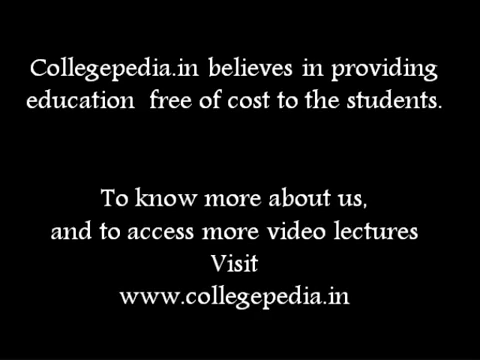 Collegepedia.in believes in providing
education  free of cost to the students.
To know more about us,
and to access more video lectures
Visit
www.collegepedia.in